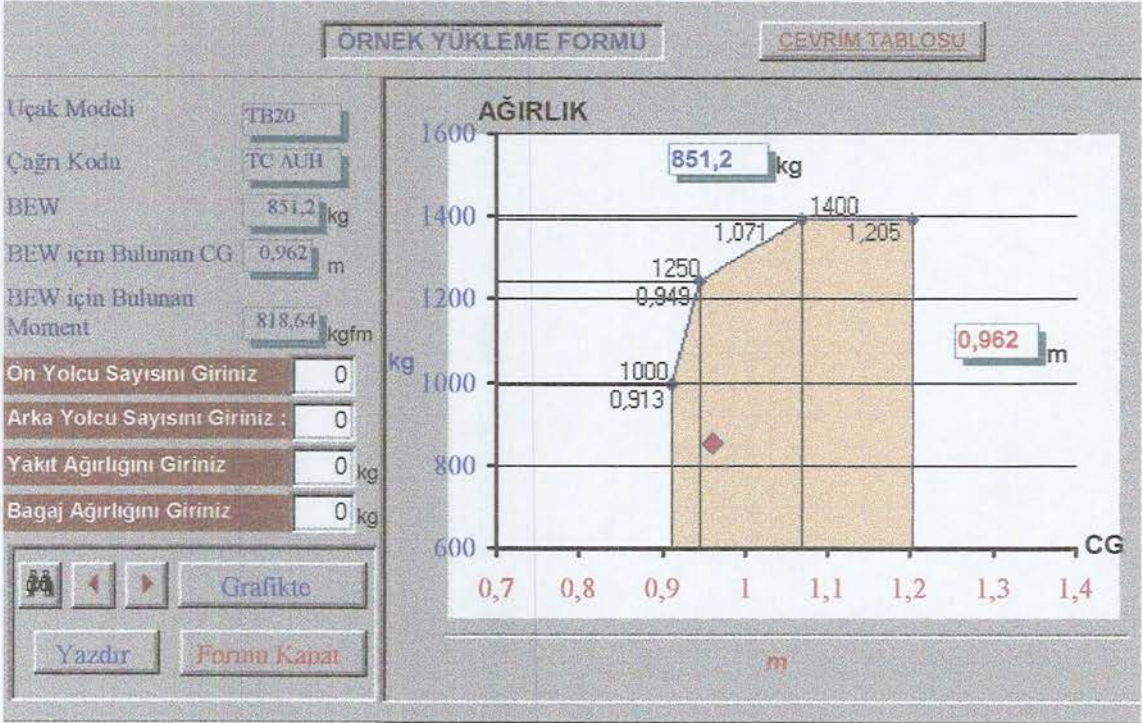 ÖRNEK YÜKLEME FORMU
ÇEVRİM TABLOSU
Uçak Modeli TB20
Çağrı Kodu TC AUH
BEW 851,2 kg
BEW için Bulunan CG 0,962 m
BEW için Bulunan
Moment 818,64 kgfm
Ön Yolcu Sayısını Giriniz 0
Arka Yolcu Sayısını Giriniz : 0
Yakıt Ağırlığını Giriniz 0 kg
Bagaj Ağırlığını Giriniz 0 kg
Grafikte
Yazdır Formu Kapat
AĞIRLIK
1600
851,2 kg
1400
1400
1,071 1,205
1250
1200
0,949
0,962 m
kg
1000
1000
0,913
800
600
CG
0,7 0,8 0,9 1 1,1 1,2 1,3 1,4
m